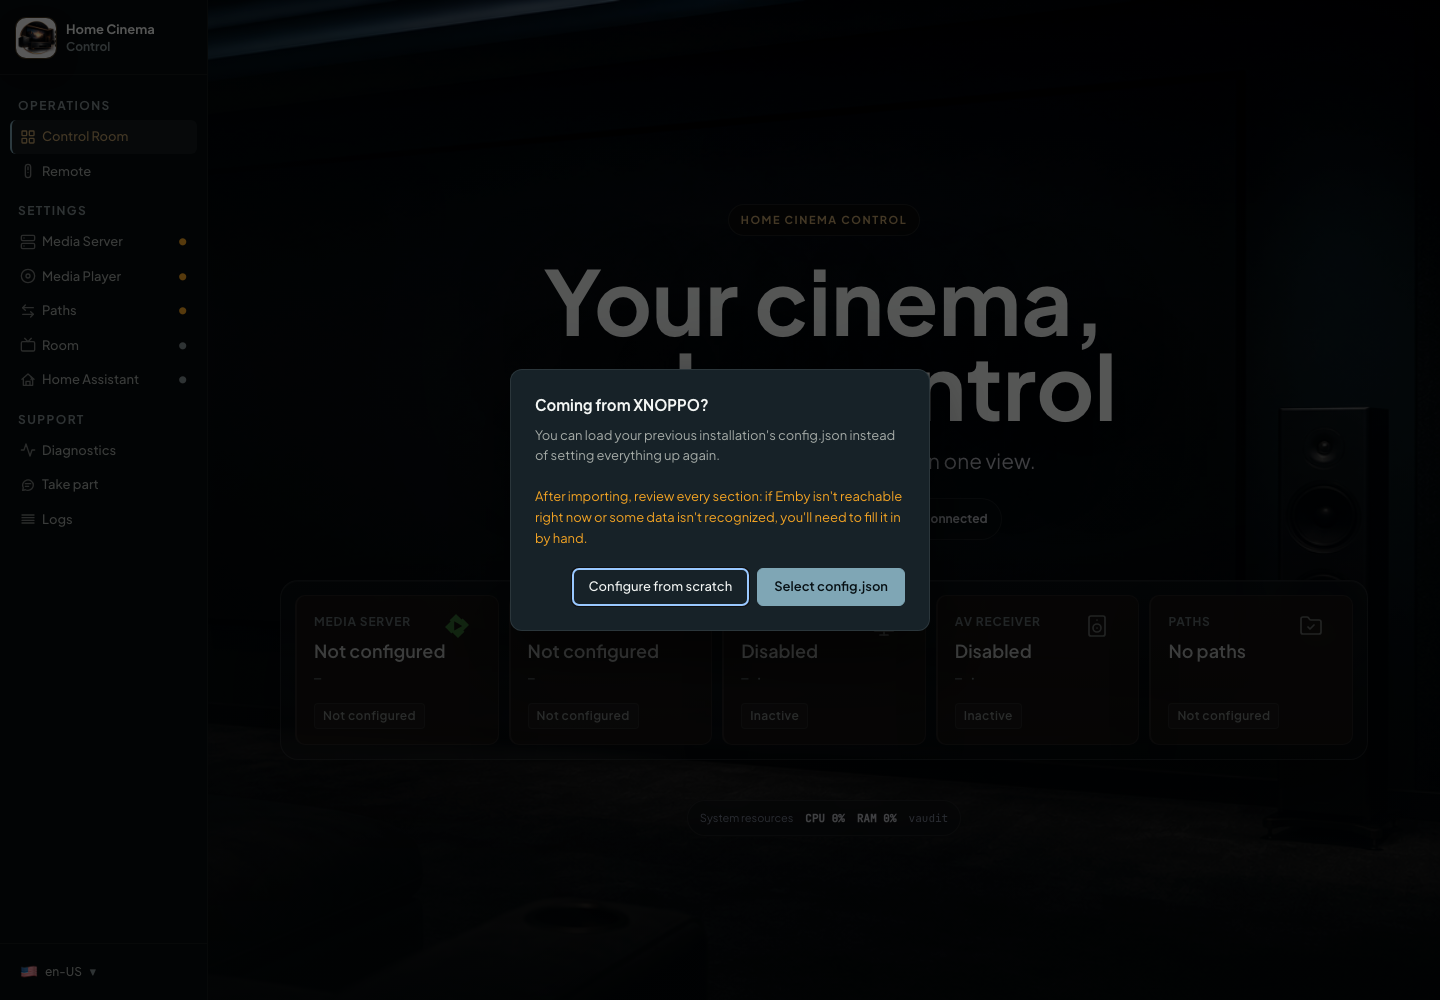 Home Cinema
Control
OPERATIONS
Control Room
Remote
SETTINGS
Media Server
Media Player
Paths
Room
Home Assistant
SUPPORT
Diagnostics
Take part
Logs
en-US
HOME CINEMA CONTROL
Your cinema,
ntrol
n one view.
onnected
Coming from XNOPPO?
You can load your previous installation's config.json instead
of setting everything up again.
After importing, review every section: if Emby isn't reachable
right now or some data isn't recognized, you'll need to fill it in
by hand.
Configure from scratch
Select config.json
MEDIA SERVER
Not configured
–
Not configured
Not configured
–
Not configured
Disabled
Inactive
AV RECEIVER
Disabled
Inactive
PATHS
No paths
Not configured
System resources CPU 0% RAM 0% vaudit